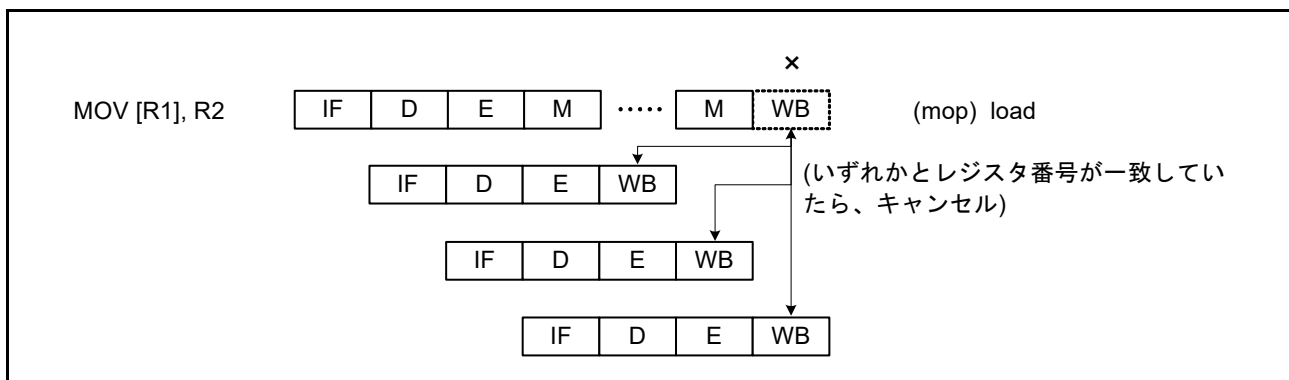 ×
MOV [R1], R2 IF D E M ····· M WB (mop) load
IF D E WB
(いずれかとレジスタ番号が一致してい
たら、キャンセル)
IF D E WB
IF D E WB